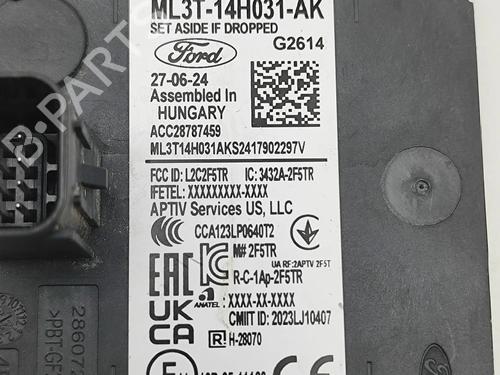 ML3T-14H031-AK
SET ASIDE IF DROPPED
Ford
G2614
27-06-24
Assembled In
HUNGARY
ACC28787459
ML3T14H031AKS2417902297V
FCC ID: L2C2F5TR IC: 3432A-2F5TR
IFETEL: XXXXXXXXX-XXXX
APTIV Services US, LLC
CCA123LP0640T2
M# 2F5TR
UA RF:2APTV 2F5T
R-C-1Ap-2F5TR
EAC
ANATEL : XXXX-XX-XXXX
CMIIT ID: 2023LJ10407
UK
CA
R H-28070
E
B-PARTS